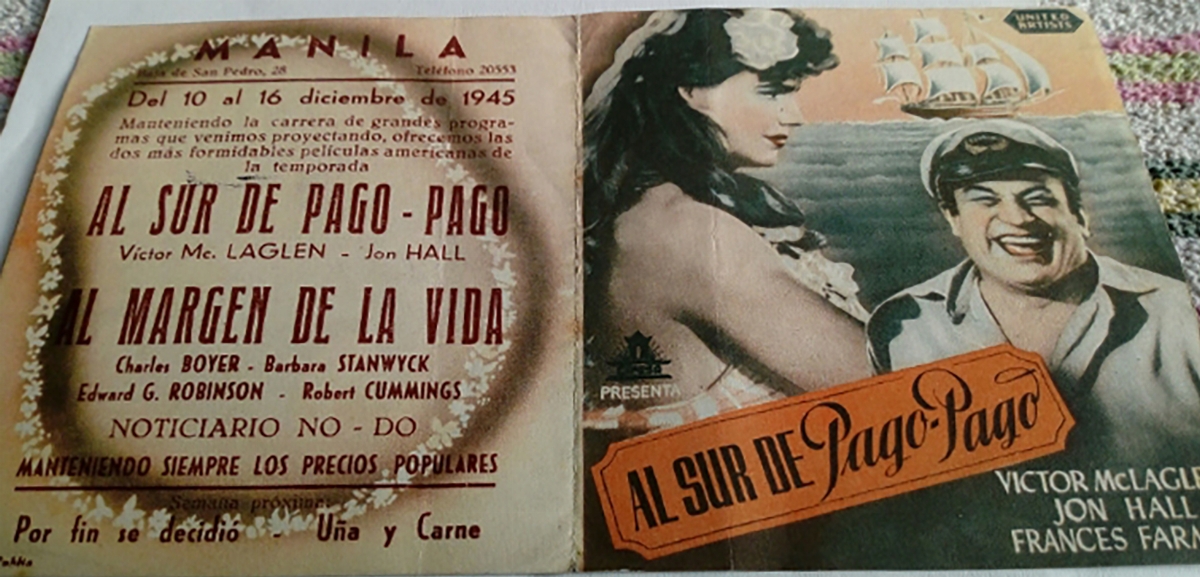 MANILA
Baja de San Pedro, 28 Teléfono 20553
Del 10 al 16 diciembre de 1945
Manteniendo la carrera de grandes progra-
mas que venimos proyectando, ofrecemos las
dos más formidables películas americanas de
la temporada
AL SUR DE PAGO - PAGO
Víctor Mc. LAGLEN - Jon HALL
AL MARGEN DE LA VIDA
Charles BOYER - Barbara STANWYCK
Edward G. ROBINSON - Robert CUMMINGS
NOTICIARIO NO - DO
MANTENIENDO SIEMPRE LOS PRECIOS POPULARES
Semana próxima:
Por fin se decidió - Uña y Carne
UNITED
ARTISTS
PRESENTA
AL SUR DE Pago-Pago
VICTOR McLAGLE
JON HALL
FRANCES FARM